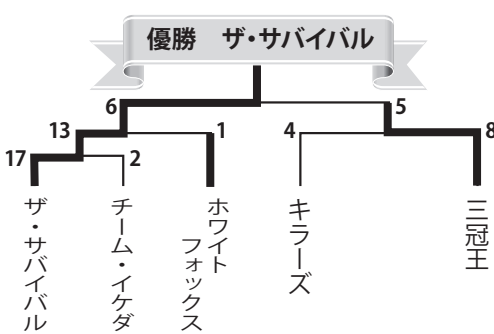 優勝　ザ・サバイバル
6
5
13
1
4
8
17
2
ザ・サバイバル
チーム・イケダ
ホワイト
フォックス
キラーズ
三冠王